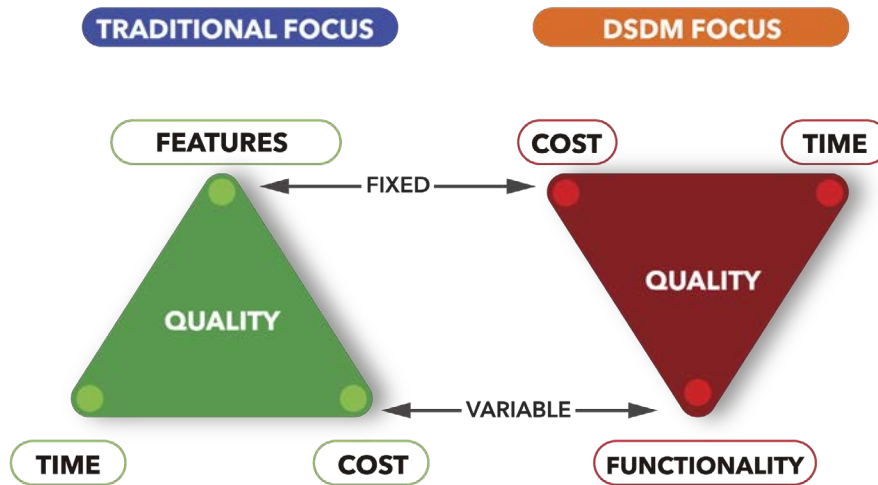 TRADITIONAL FOCUS
DSDM FOCUS
FEATURES
COST
TIME
FIXED
QUALITY
QUALITY
VARIABLE
TIME
COST
FUNCTIONALITY